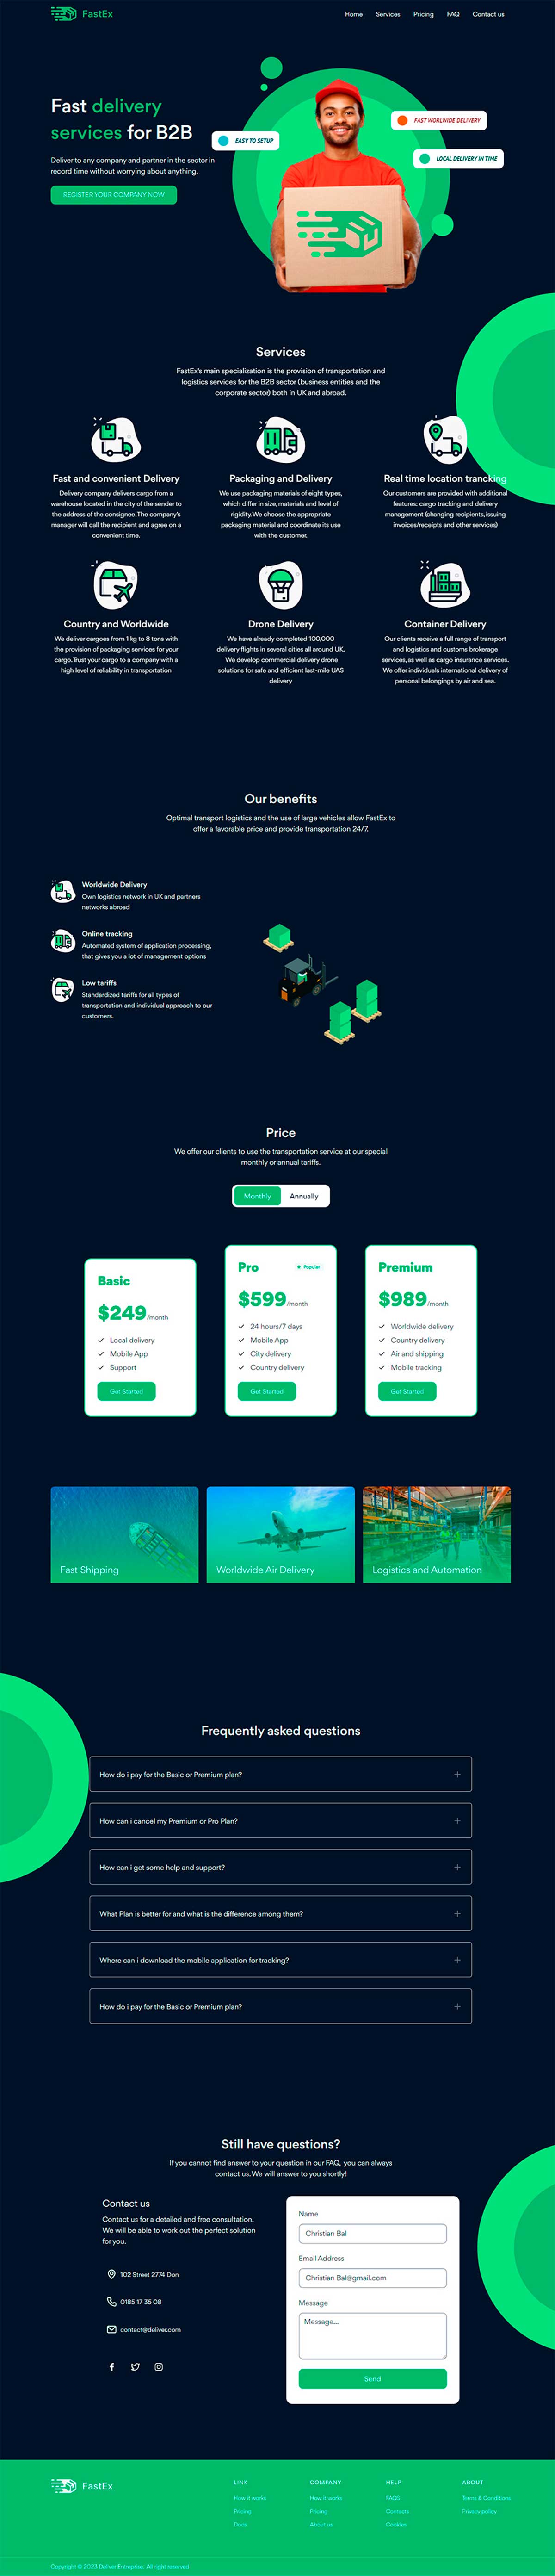 FastEx
Home Services Pricing FAQ Contact us
Fast delivery
services for B2B
Deliver to any company and partner in the sector in
record time without worrying about anything.
REGISTER YOUR COMPANY NOW
EASY TO SETUP
FAST WORLWIDE DELIVERY
LOCAL DELIVERY IN TIME
Services
FastEx's main specialization is the provision of transportation and
logistics services for the B2B sector (business entities and the
corporate sector) both in UK and abroad.
Fast and convenient Delivery
Delivery company delivers cargo from a
warehouse located in the city of the sender to
the address of the consignee. The company's
manager will call the recipient and agree on a
convenient time.
Packaging and Delivery
We use packaging materials of eight types,
which differ in size, materials and level of
rigidity. We choose the appropriate
packaging material and coordinate its use
with the customer.
Real time location trancking
Our customers are provided with additional
features: cargo tracking and delivery
management (changing recipients, issuing
invoices/receipts and other services)
Country and Worldwide
We deliver cargoes from 1 kg to 8 tons with
the provision of packaging services for your
cargo. Trust your cargo to a company with a
high level of reliability in transportation
Drone Delivery
We have already completed 100,000
delivery flights in several cities all around UK.
We develop commercial delivery drone
solutions for safe and efficient last-mile UAS
delivery
Container Delivery
Our clients receive a full range of transport
and logistics and customs brokerage
services, as well as cargo insurance services.
We offer individuals international delivery of
personal belongings by air and sea.
Our benefits
Optimal transport logistics and the use of large vehicles allow FastEx to
offer a favorable price and provide transportation 24/7.
Worldwide Delivery
Own logistics network in UK and partners
networks abroad
Online tracking
Automated system of application processing,
that gives you a lot of management options
Low tariffs
Standardized tariffs for all types of
transportation and individual approach to our
customers.
Price
We offer our clients to use the transportation service at our special
monthly or annual tariffs.
Monthly Annually
Basic
$249/month
Local delivery
Mobile App
Support
Get Started
Pro
Popular
$599/month
24 hours/7 days
Mobile App
City delivery
Country delivery
Get Started
Premium
$989/month
Worldwide delivery
Country delivery
Air and shipping
Mobile tracking
Get Started
Fast Shipping
Worldwide Air Delivery
Logistics and Automation
Frequently asked questions
How do i pay for the Basic or Premium plan?
How can i cancel my Premium or Pro Plan?
How can i get some help and support?
What Plan is better for and what is the difference among them?
Where can i download the mobile application for tracking?
How do i pay for the Basic or Premium plan?
Still have questions?
If you cannot find answer to your question in our FAQ, you can always
contact us. We will answer to you shortly!
Contact us
Contact us for a detailed and free consultation.
We will be able to work out the perfect solution
for you.
102 Street 2774 Don
0185 17 35 08
contact@deliver.com
Name
Christian Bal
Email Address
Christian Bal@gmail.com
Message
Message...
Send
FastEx
LINK
How it works
Pricing
Docs
COMPANY
How it works
Pricing
About us
HELP
FAQS
Contacts
Cookies
ABOUT
Terms & Conditions
Privacy policy
Copyright © 2023 Deliver Entreprise. All right reserved